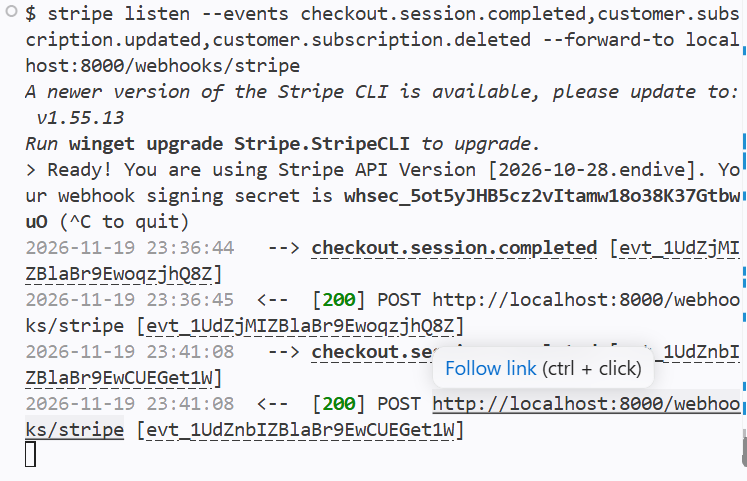 $ stripe listen --events checkout.session.completed,customer.subs
cription.updated,customer.subscription.deleted --forward-to local
host:8000/webhooks/stripe
A newer version of the Stripe CLI is available, please update to:
v1.55.13
Run winget upgrade Stripe.StripeCLI to upgrade.
> Ready! You are using Stripe API Version [2026-10-28.endive]. Yo
ur webhook signing secret is whsec_5ot5yJHB5cz2vItamw18o38K37Gtbw
uO (^C to quit)
2026-11-19 23:36:44   --> checkout.session.completed [evt_1UdZjMI
ZBlaBr9EwoqzjhQ8Z]
2026-11-19 23:36:45  <--  [200] POST http://localhost:8000/webhoo
ks/stripe [evt_1UdZjMIZBlaBr9EwoqzjhQ8Z]
2026-11-19 23:41:08   --> checkout.se ZnbI
Follow link (ctrl + click)
ZBlaBr9EwCUEGet1W]
2026-11-19 23:41:08  <--  [200] POST http://localhost:8000/webhoo
ks/stripe [evt_1UdZnbIZBlaBr9EwCUEGet1W]